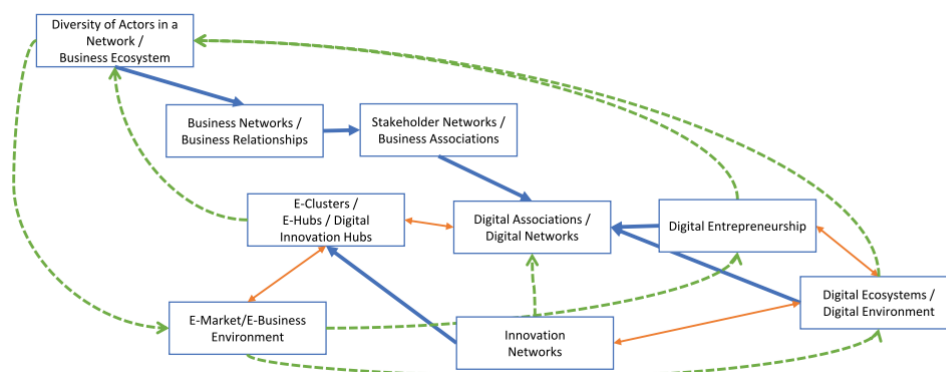 Diversity of Actors in a
Network /
Business Ecosystem
Business Networks /
Business Relationships
Stakeholder Networks /
Business Associations
E-Clusters /
E-Hubs / Digital
Innovation Hubs
Digital Associations /
Digital Networks
Digital Entrepreneurship
E-Market/E-Business
Environment
Innovation
Networks
Digital Ecosystems /
Digital Environment